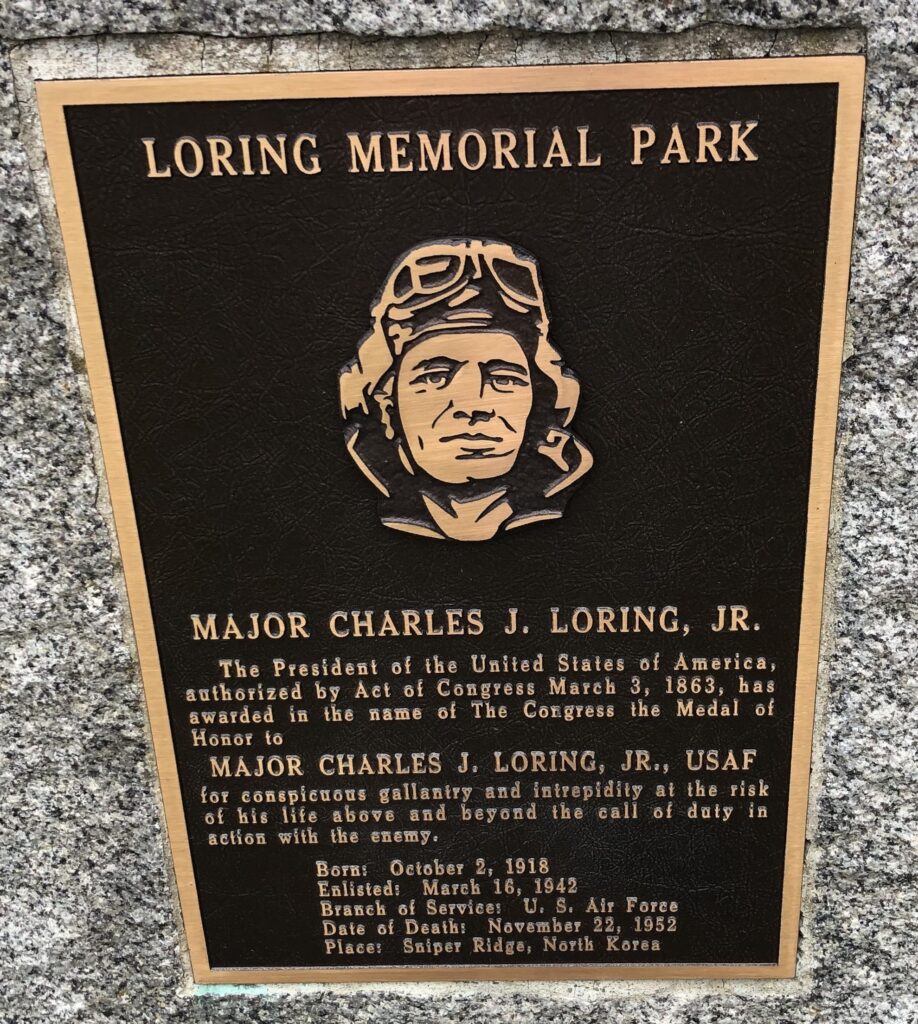 LORING MEMORIAL PARK
MAJOR CHARLES J. LORING, JR.
The President of the United States of America,
authorized by Act of Congress March 3, 1863, has
awarded in the name of The Congress the Medal of
Honor to
MAJOR CHARLES J. LORING, JR., USAF
for conspicuous gallantry and intrepidity at the risk
of his life above and beyond the call of duty in
action with the enemy.
Born: October 2, 1918
Enlisted: March 16, 1942
Branch of Service: U. S. Air Force
Date of Death: November 22, 1952
Place: Sniper Ridge, North Korea